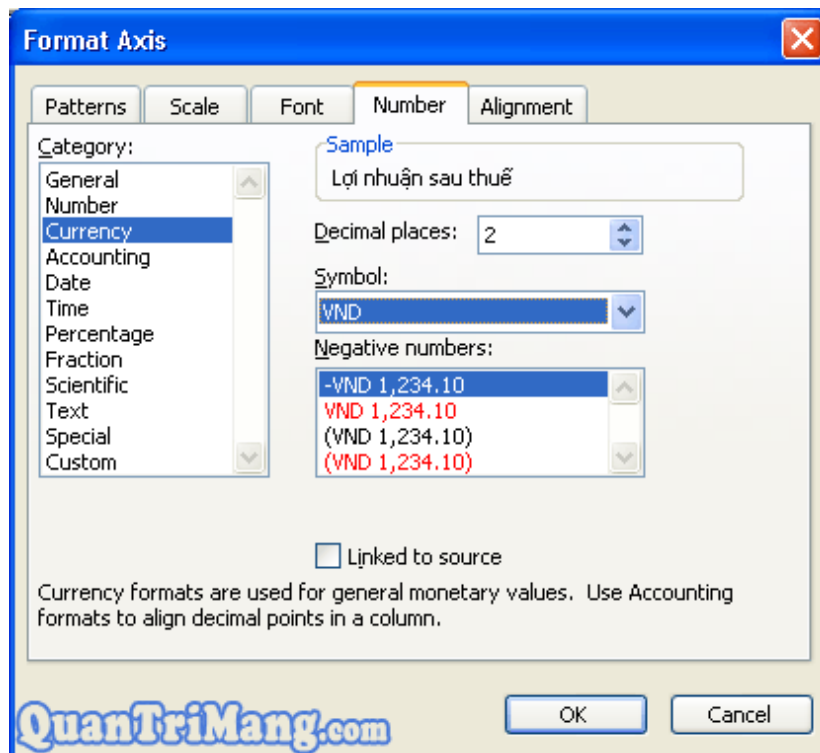 Format Axis
Patterns Scale Font Number Alignment
Category:
General
Number
Currency
Accounting
Date
Time
Percentage
Fraction
Scientific
Text
Special
Custom
Sample
Lợi nhuận sau thuế
Decimal places: 2
Symbol:
VND
Negative numbers:
-VND 1,234.10
VND 1,234.10
(VND 1,234.10)
(VND 1,234.10)
Linked to source
Currency formats are used for general monetary values. Use Accounting
formats to align decimal points in a column.
QuanTriMang.com
OK Cancel